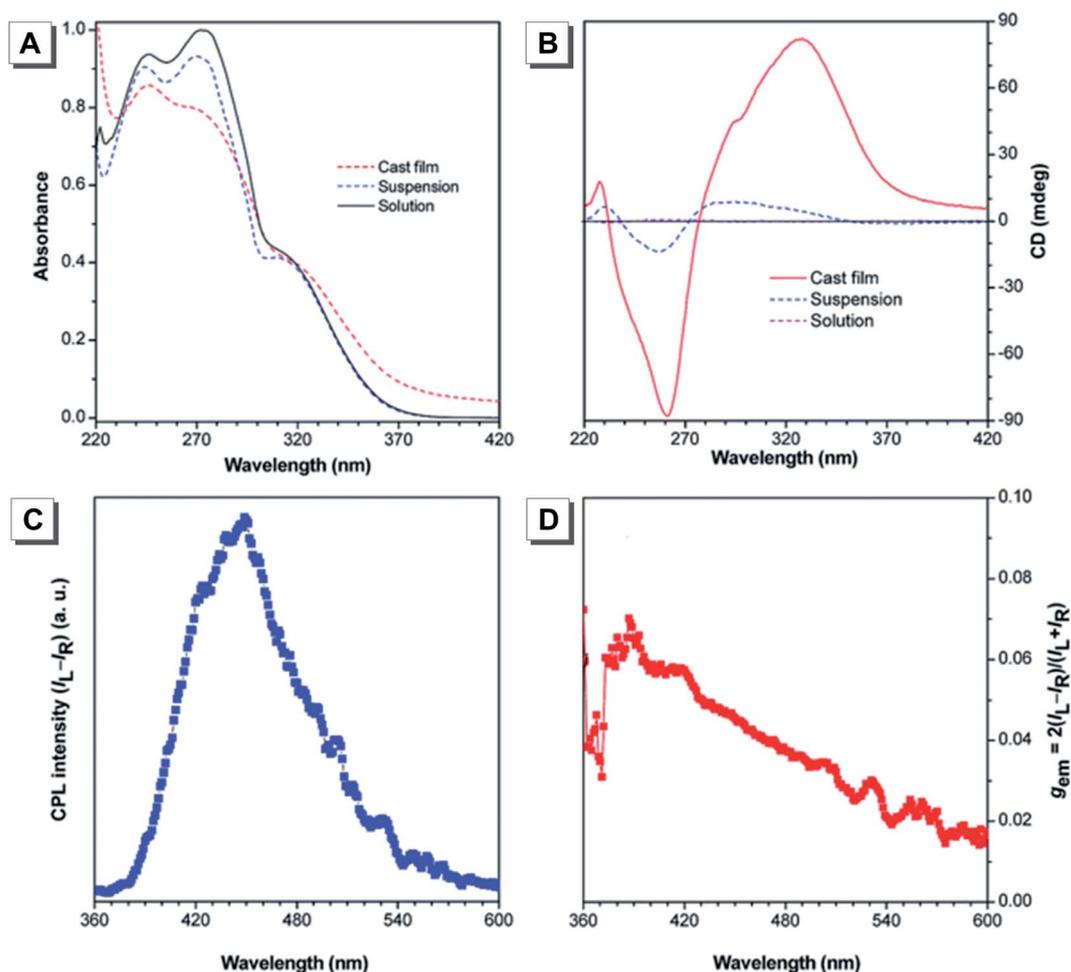 A
Absorbance
1.0
0.8
0.6
0.4
0.2
0.0
Cast film
Suspension
Solution
220 270 320 370 420
Wavelength (nm)
B
90
60
30
0
-30
-60
-90
CD (mdeg)
Cast film
Suspension
Solution
220 270 320 370 420
Wavelength (nm)
C
CPL intensity (IL–IR) (a. u.)
360 420 480 540 600
Wavelength (nm)
D
0.10
0.08
0.06
0.04
0.02
0.00
gem = 2(IL–IR)/(IL+IR)
360 420 480 540 600
Wavelength (nm)